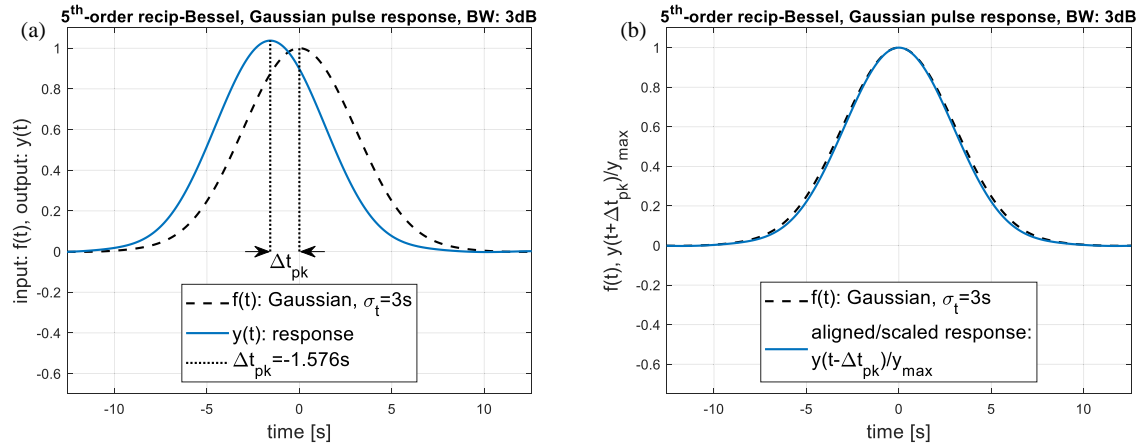 (a)
5th-order recip-Bessel, Gaussian pulse response, BW: 3dB
input: f(t), output: y(t)
1
0.8
0.6
0.4
0.2
0
-0.2
-0.4
-0.6
Δtpk
f(t): Gaussian, σt=3s
y(t): response
Δtpk=-1.576s
-10
-5
0
5
10
time [s]
(b)
5th-order recip-Bessel, Gaussian pulse response, BW: 3dB
f(t), y(t+Δtpk)/ymax
1
0.8
0.6
0.4
0.2
0
-0.2
-0.4
-0.6
f(t): Gaussian, σt=3s
aligned/scaled response:
y(t-Δtpk)/ymax
-10
-5
0
5
10
time [s]